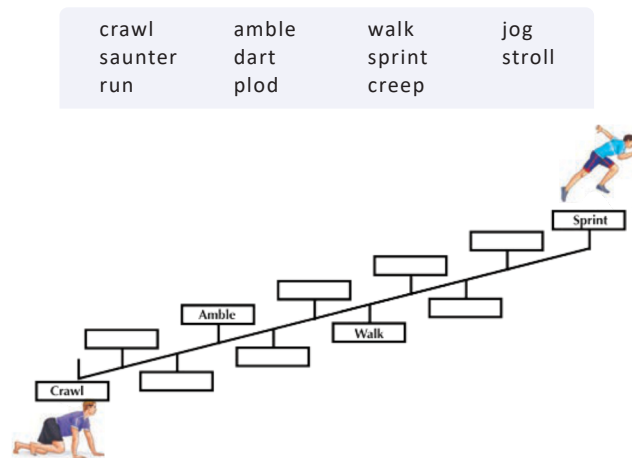 crawl amble walk jog
saunter dart sprint stroll
run plod creep
Sprint
Amble
Walk
Crawl